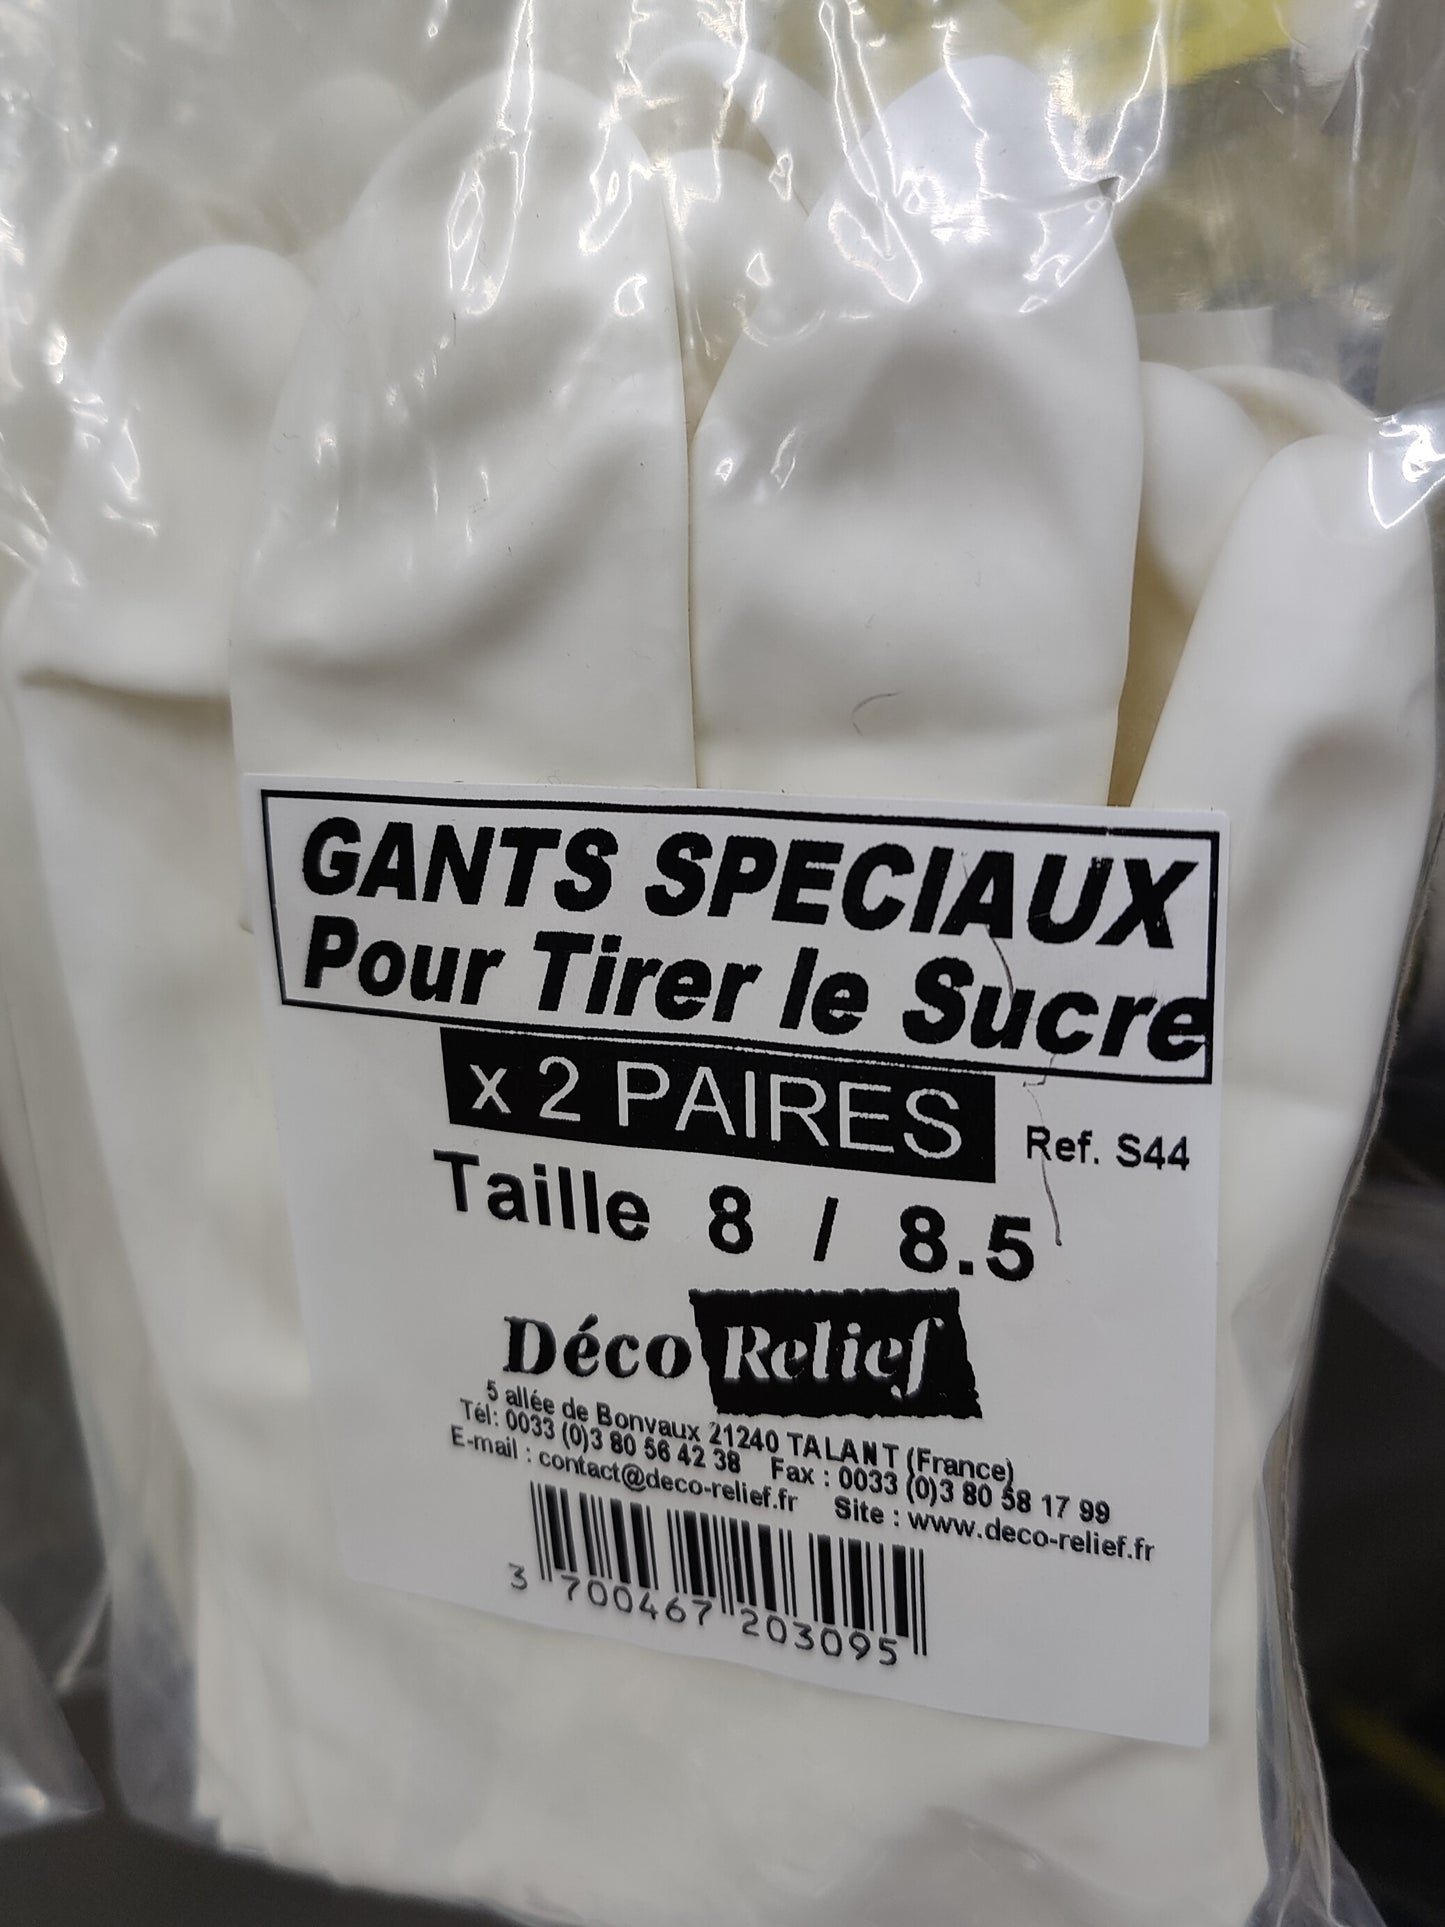 GANTS SPECIAUX
Pour Tirer le Sucre
x 2 PAIRES
Ref. S44
Taille 8 / 8.5
Déco Relief
5 allée de Bonvaux 21240 TALANT (France)
Tél: 0033 (0)3 80 56 42 38 Fax : 0033 (0)3 80 58 17 99
E-mail : contact@deco-relief.fr Site : www.deco-relief.fr
3 700467 203095